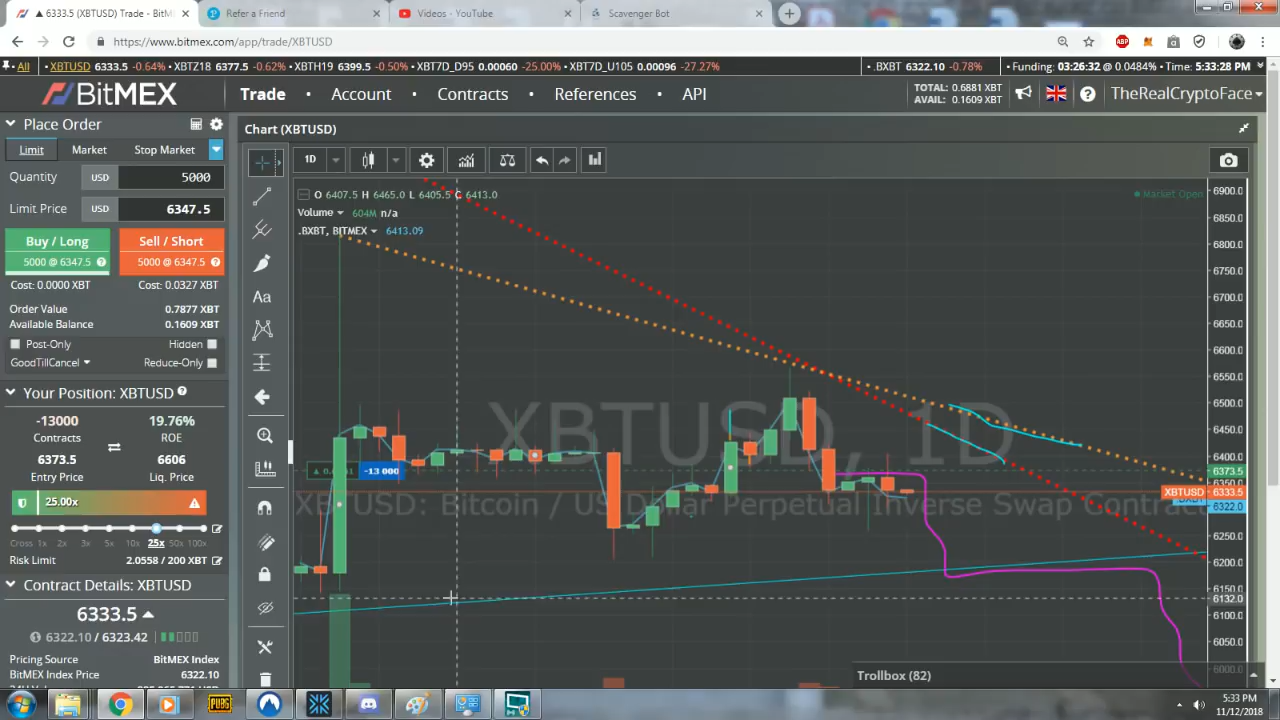 ▲ 6333.5 ( -0.64%) Trade - BitM
Refer a Friend
Videos - YouTube
Scavenger Bot
https://www.bitmex.com/app/trade/XBTUSD
All XBTUSD 6333.5 -0.64% XBTZ18 6377.5 -0.62% XBTH19 6399.5 -0.50% XBT7D_D95 0.00060 -25.00% XBT7D_U105 0.00096 -27.27% .BXBT 6322.10 -0.78% Funding: 03:26:32 @ 0.0484% Time: 5:33:28 PM
BitMEX Trade • Account • Contracts • References • API
TOTAL: 0.6881 XBT
AVAIL: 0.1609 XBT
TheRealCryptoFace
Place Order
Limit Market Stop Market
Quantity USD 5000
Limit Price USD 6347.5
Buy / Long
5000 @ 6347.5
Sell / Short
5000 @ 6347.5
Cost: 0.0000 XBT Cost: 0.0327 XBT
Order Value 0.7877 XBT
Available Balance 0.1609 XBT
Post-Only Hidden
GoodTillCancel Reduce-Only
Your Position: XBTUSD
-13000 19.76%
Contracts ROE
6373.5 6606
Entry Price Liq. Price
25.00x
Cross 1x 2x 3x 5x 10x 25x 50x 100x
Risk Limit 2.0558 / 200 XBT
Contract Details: XBTUSD
6333.5
6322.10 / 6323.42
Pricing Source BitMEX Index
BitMEX Index Price 6322.10
Chart (XBTUSD)
1D
Aa
O 6407.5 H 6465.0 L 6405.5 C 6413.0
Volume 604M n/a
.BXBT, BITMEX 6413.09
Market Open
XBTUSD, 1D
XBTUSD: Bitcoin / US Dollar Perpetual Inverse Swap Contract
-13 000
6900.0
6850.0
6800.0
6750.0
6700.0
6650.0
6600.0
6550.0
6500.0
6450.0
6400.0
6373.5
6350.0
XBTUSD 6333.5
6322.0
6250.0
6200.0
6150.0
6132.0
6100.0
6050.0
6000.0
Trollbox (82)
PUBG
5:33 PM
11/12/2018